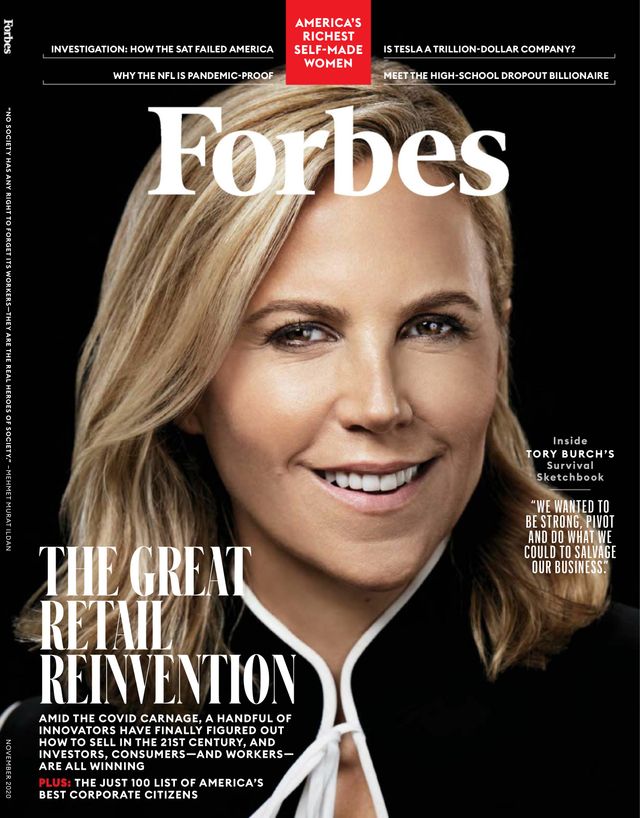 AMERICA'S
RICHEST
SELF-MADE
WOMEN
INVESTIGATION: HOW THE SAT FAILED AMERICA
WHY THE NFL IS PANDEMIC-PROOF
IS TESLA A TRILLION-DOLLAR COMPANY?
MEET THE HIGH-SCHOOL DROPOUT BILLIONAIRE
Forbes
Forbes
"NO SOCIETY HAS ANY RIGHT TO FORGET ITS WORKERS—THEY ARE THE REAL HEROES OF SOCIETY." —MEHMET MURAT ILDAN
NOVEMBER 2020
Inside
TORY BURCH'S
Survival
Sketchbook
"WE WANTED TO
BE STRONG, PIVOT
AND DO WHAT WE
COULD TO SALVAGE
OUR BUSINESS."
THE GREAT
RETAIL
REINVENTION
AMID THE COVID CARNAGE, A HANDFUL OF
INNOVATORS HAVE FINALLY FIGURED OUT
HOW TO SELL IN THE 21ST CENTURY, AND
INVESTORS, CONSUMERS—AND WORKERS—
ARE ALL WINNING
PLUS: THE JUST 100 LIST OF AMERICA'S
BEST CORPORATE CITIZENS